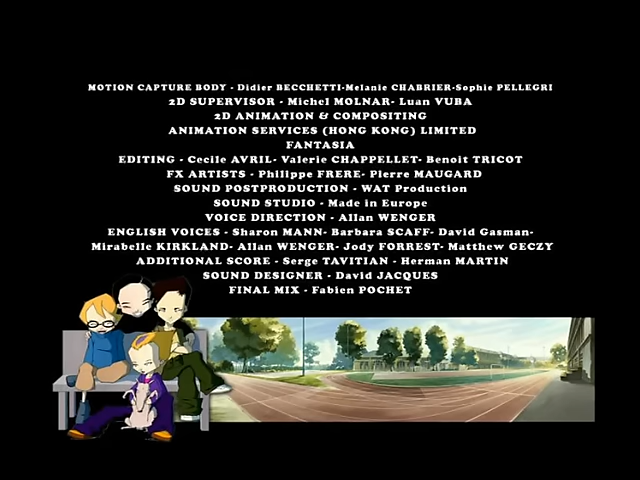 MOTION CAPTURE BODY - Didier BECCHETTI-Melanie CHABRIER-Sophie PELLEGRI
2D SUPERVISOR - Michel MOLNAR- Luan VUBA
2D ANIMATION & COMPOSITING
ANIMATION SERVICES (HONG KONG) LIMITED
FANTASIA
EDITING - Cecile AVRIL- Valerie CHAPPELLET- Benoit TRICOT
FX ARTISTS - Philippe FRERE- Pierre MAUGARD
SOUND POSTPRODUCTION - WAT Production
SOUND STUDIO - Made in Europe
VOICE DIRECTION - Allan WENGER
ENGLISH VOICES - Sharon MANN- Barbara SCAFF- David Gasman-
Mirabelle KIRKLAND- Allan WENGER- Jody FORREST- Matthew GECZY
ADDITIONAL SCORE - Serge TAVITIAN - Herman MARTIN
SOUND DESIGNER - David JACQUES
FINAL MIX - Fabien POCHET